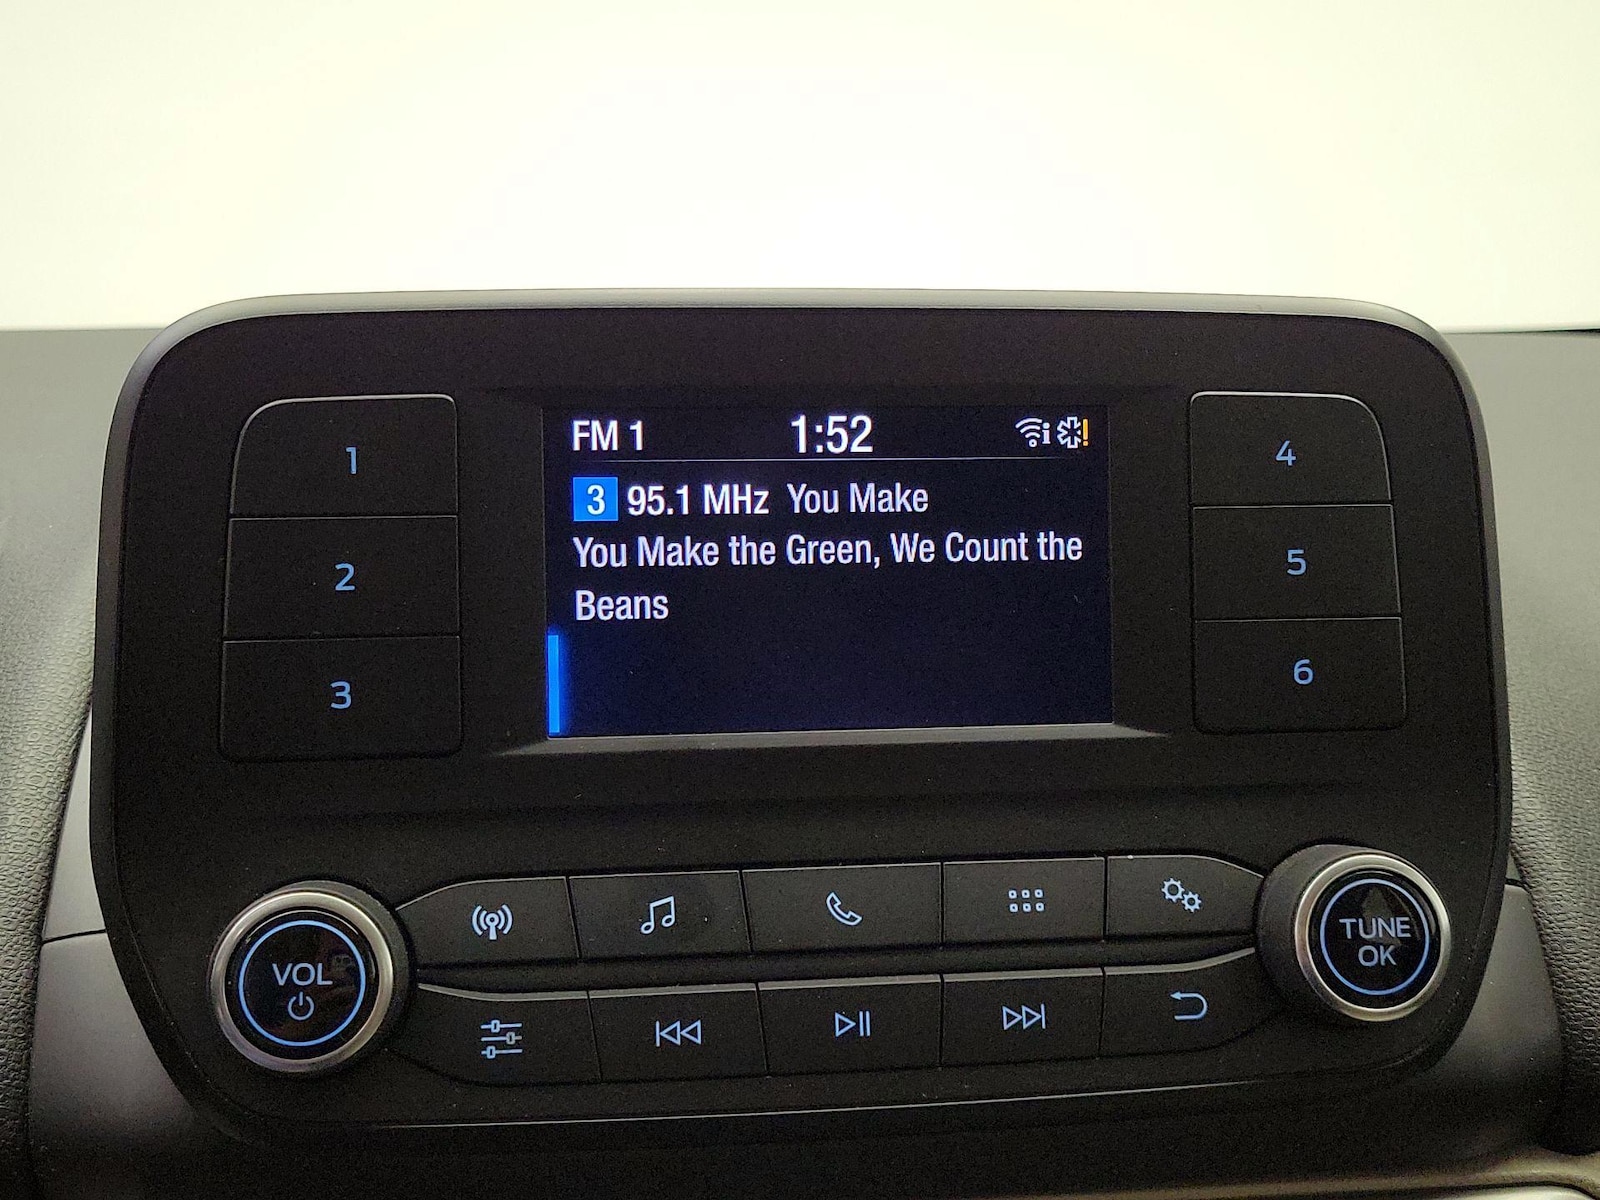 FM 1 1:52
3 95.1 MHz You Make
You Make the Green, We Count the
Beans
1
2
3
4
5
6
VOL
TUNE
OK